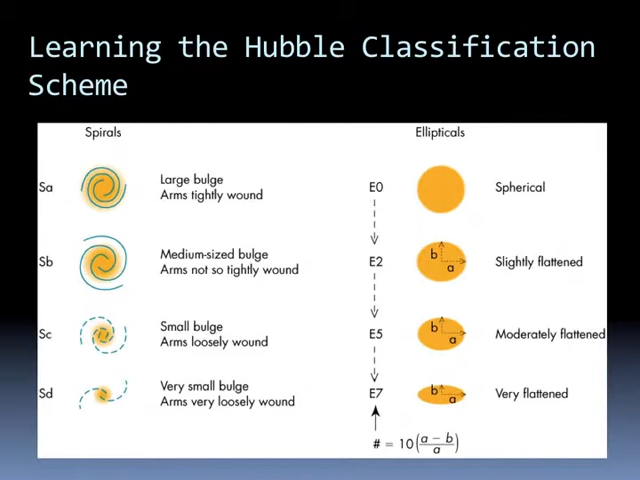 Learning the Hubble Classification
Scheme
Spirals
Sa
Large bulge
Arms tightly wound
Sb
Medium-sized bulge
Arms not so tightly wound
Sc
Small bulge
Arms loosely wound
Sd
Very small bulge
Arms very loosely wound
Ellipticals
E0
Spherical
E2
b
a
Slightly flattened
E5
b
a
Moderately flattened
E7
b
a
Very flattened
# = 10(a − b/a)